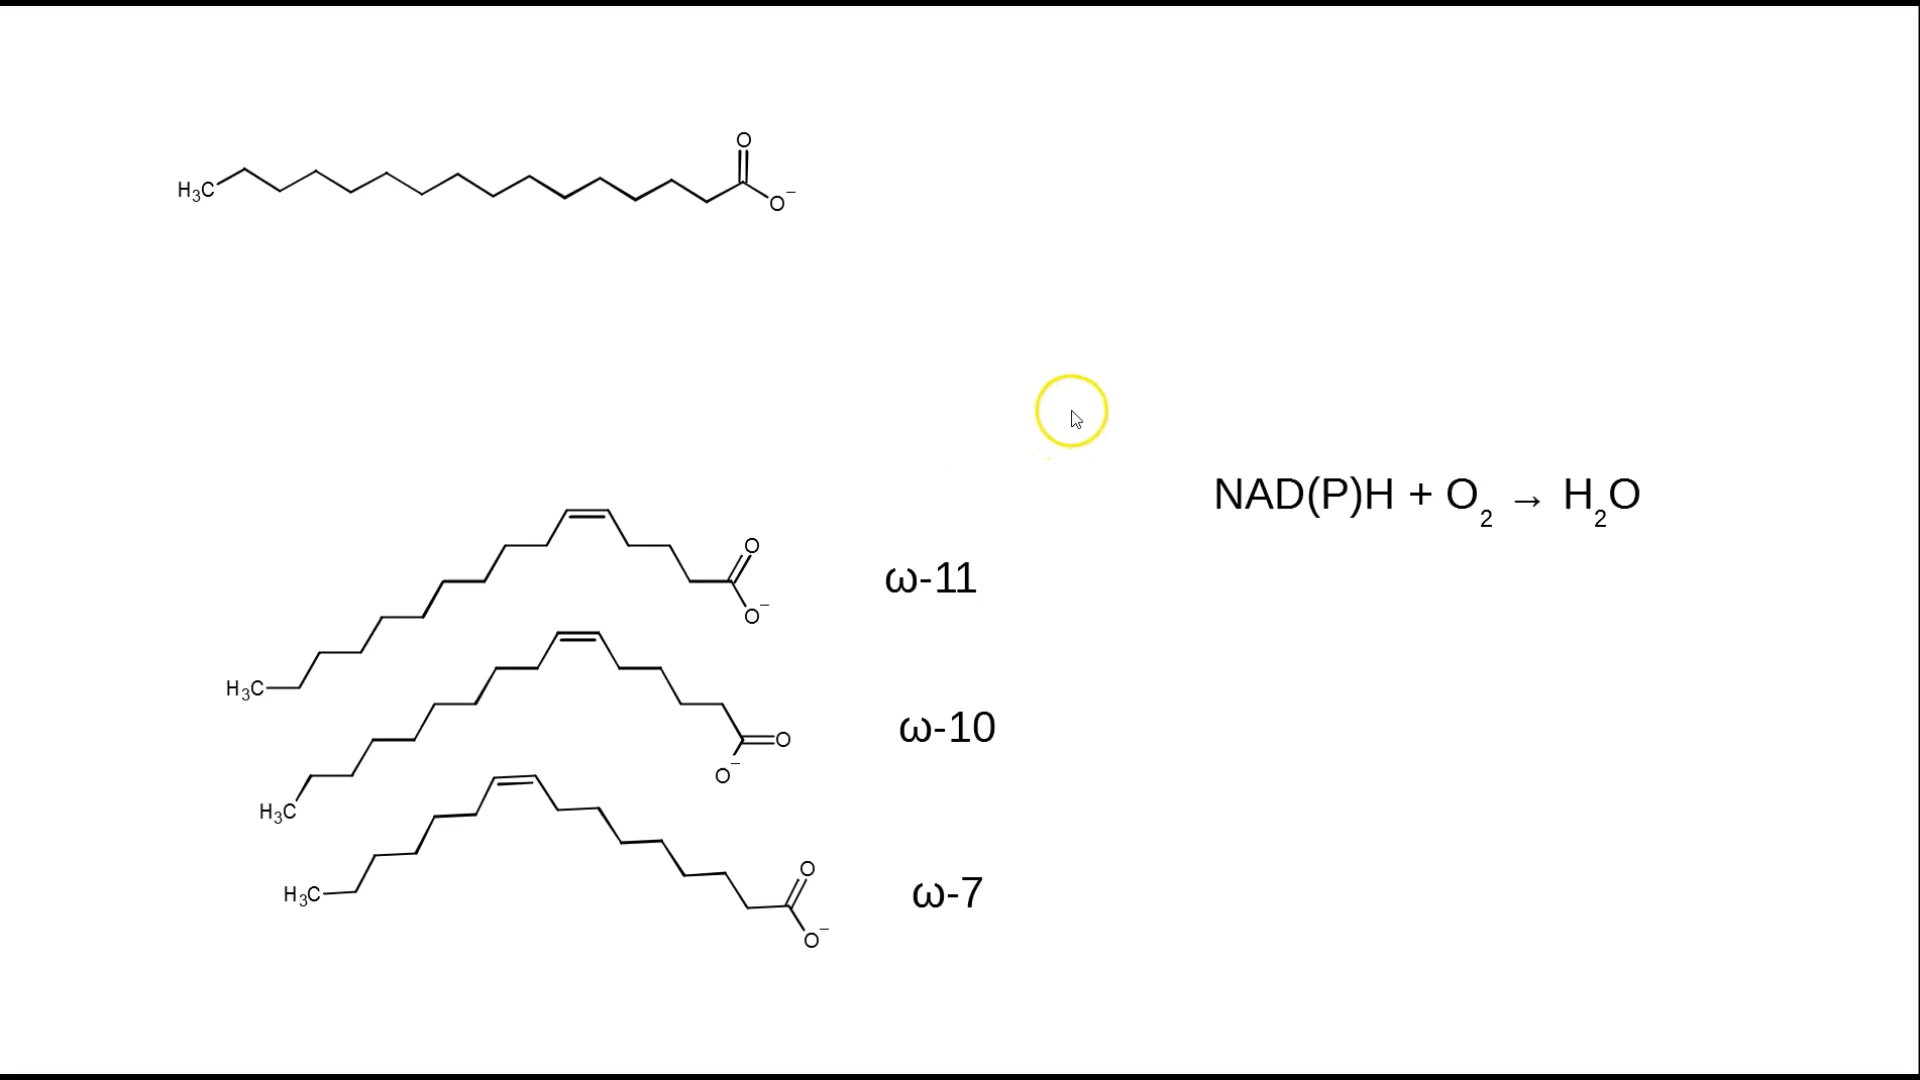 O
H₃C
O⁻
NAD(P)H + O₂ → H₂O
O
ω-11
O⁻
H₃C
ω-10
O
O⁻
H₃C
O
ω-7
H₃C
O⁻